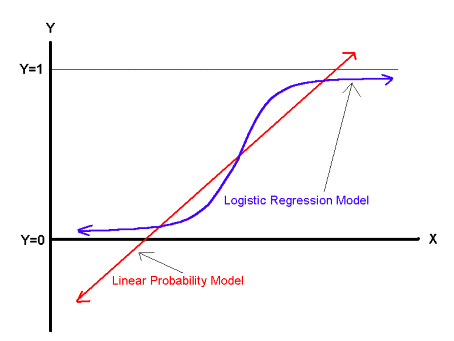 Y
Y=1
Logistic Regression Model
Y=0
X
Linear Probability Model